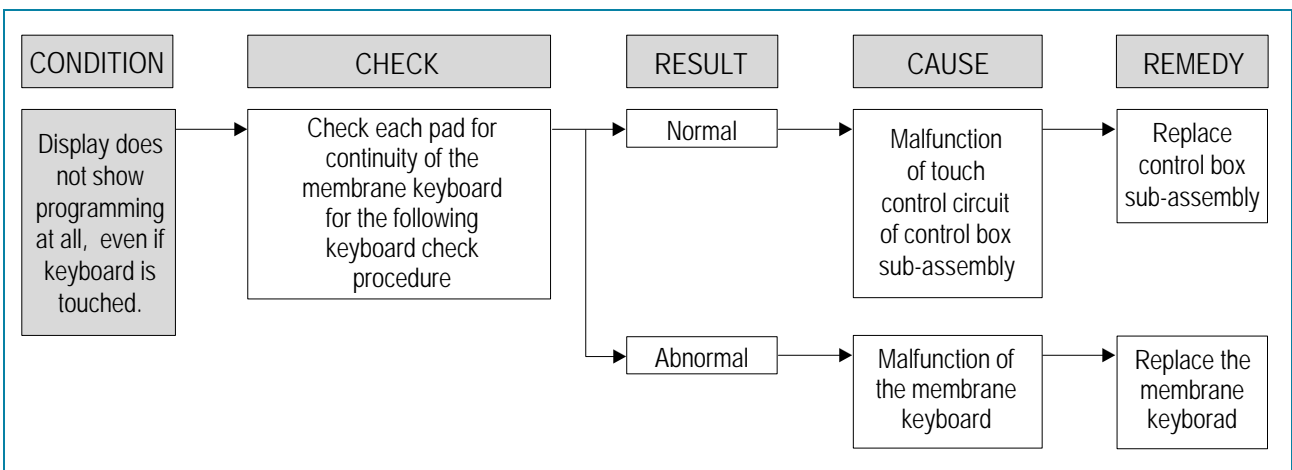 CONDITION
CHECK
RESULT
CAUSE
REMEDY
Display does
not show
programming
at all, even if
keyboard is
touched.
Check each pad for
continuity of the
membrane keyboard
for the following
keyboard check
procedure
Normal
Malfunction
of touch
control circuit
of control box
sub-assembly
Replace
control box
sub-assembly
Abnormal
Malfunction of
the membrane
keyboard
Replace the
membrane
keyborad